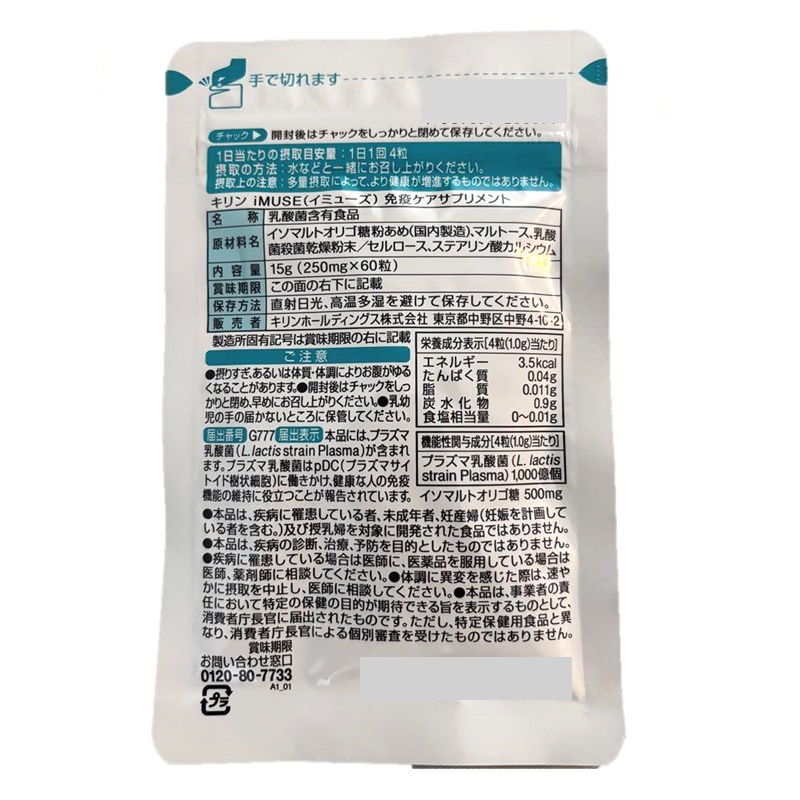 手で切れます
チャック ▶ 開封後はチャックをしっかりと閉めて保存してください。
1日当たりの摂取目安量：1日1回4粒
摂取の方法：水などと一緒にお召し上がりください。
摂取上の注意：多量摂取によって、より健康が増進するものではありません。
キリン iMUSE（イミューズ） 免疫ケアサプリメント
名称 乳酸菌含有食品
原材料名 イソマルトオリゴ糖粉あめ（国内製造）、マルトース、乳酸
菌殺菌乾燥粉末／セルロース、ステアリン酸カルシウム
内容量 15g（250mg×60粒）
賞味期限 この面の右下に記載
保存方法 直射日光、高温多湿を避けて保存してください。
販売者 キリンホールディングス株式会社 東京都中野区中野4-10-2
製造所固有記号は賞味期限の右に記載
ご注意
●摂りすぎ、あるいは体質・体調によりお腹がゆる
くなることがあります。●開封後はチャックをしっ
かりと閉め、早めにお召し上がりください。●乳幼
児の手の届かないところに保管してください。
届出番号 G777 届出表示 本品には、プラズマ
乳酸菌（L. lactis strain Plasma）が含まれ
ます。プラズマ乳酸菌はpDC（プラズマサイ
トイド樹状細胞）に働きかけ、健康な人の免疫
機能の維持に役立つことが報告されています。
栄養成分表示［4粒（1.0g）当たり］
エネルギー 3.5kcal
たんぱく質 0.04g
脂質 0.011g
炭水化物 0.9g
食塩相当量 0〜0.01g
機能性関与成分［4粒（1.0g）当たり］
プラズマ乳酸菌（L. lactis
strain Plasma） 1,000億個
イソマルトオリゴ糖 500mg
●本品は、疾病に罹患している者、未成年者、妊産婦（妊娠を計画して
いる者を含む。）及び授乳婦を対象に開発された食品ではありません。
●本品は、疾病の診断、治療、予防を目的としたものではありません。
●疾病に罹患している場合は医師に、医薬品を服用している場合は
医師、薬剤師に相談してください。●体調に異変を感じた際は、速や
かに摂取を中止し、医師に相談してください。●本品は、事業者の責
任において特定の保健の目的が期待できる旨を表示するものとして、
消費者庁長官に届出されたものです。ただし、特定保健用食品と異
なり、消費者庁長官による個別審査を受けたものではありません。
賞味期限
お問い合わせ窓口
0120-80-7733
A1_01
プラ